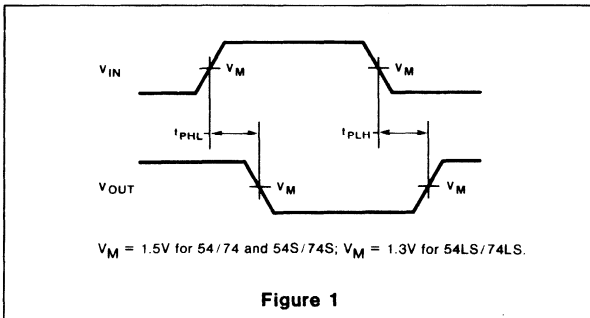 VIN
VM
VM
tPHL
tPLH
VOUT
VM
VM
VM = 1.5V for 54/74 and 54S/74S; VM = 1.3V for 54LS/74LS.
Figure 1